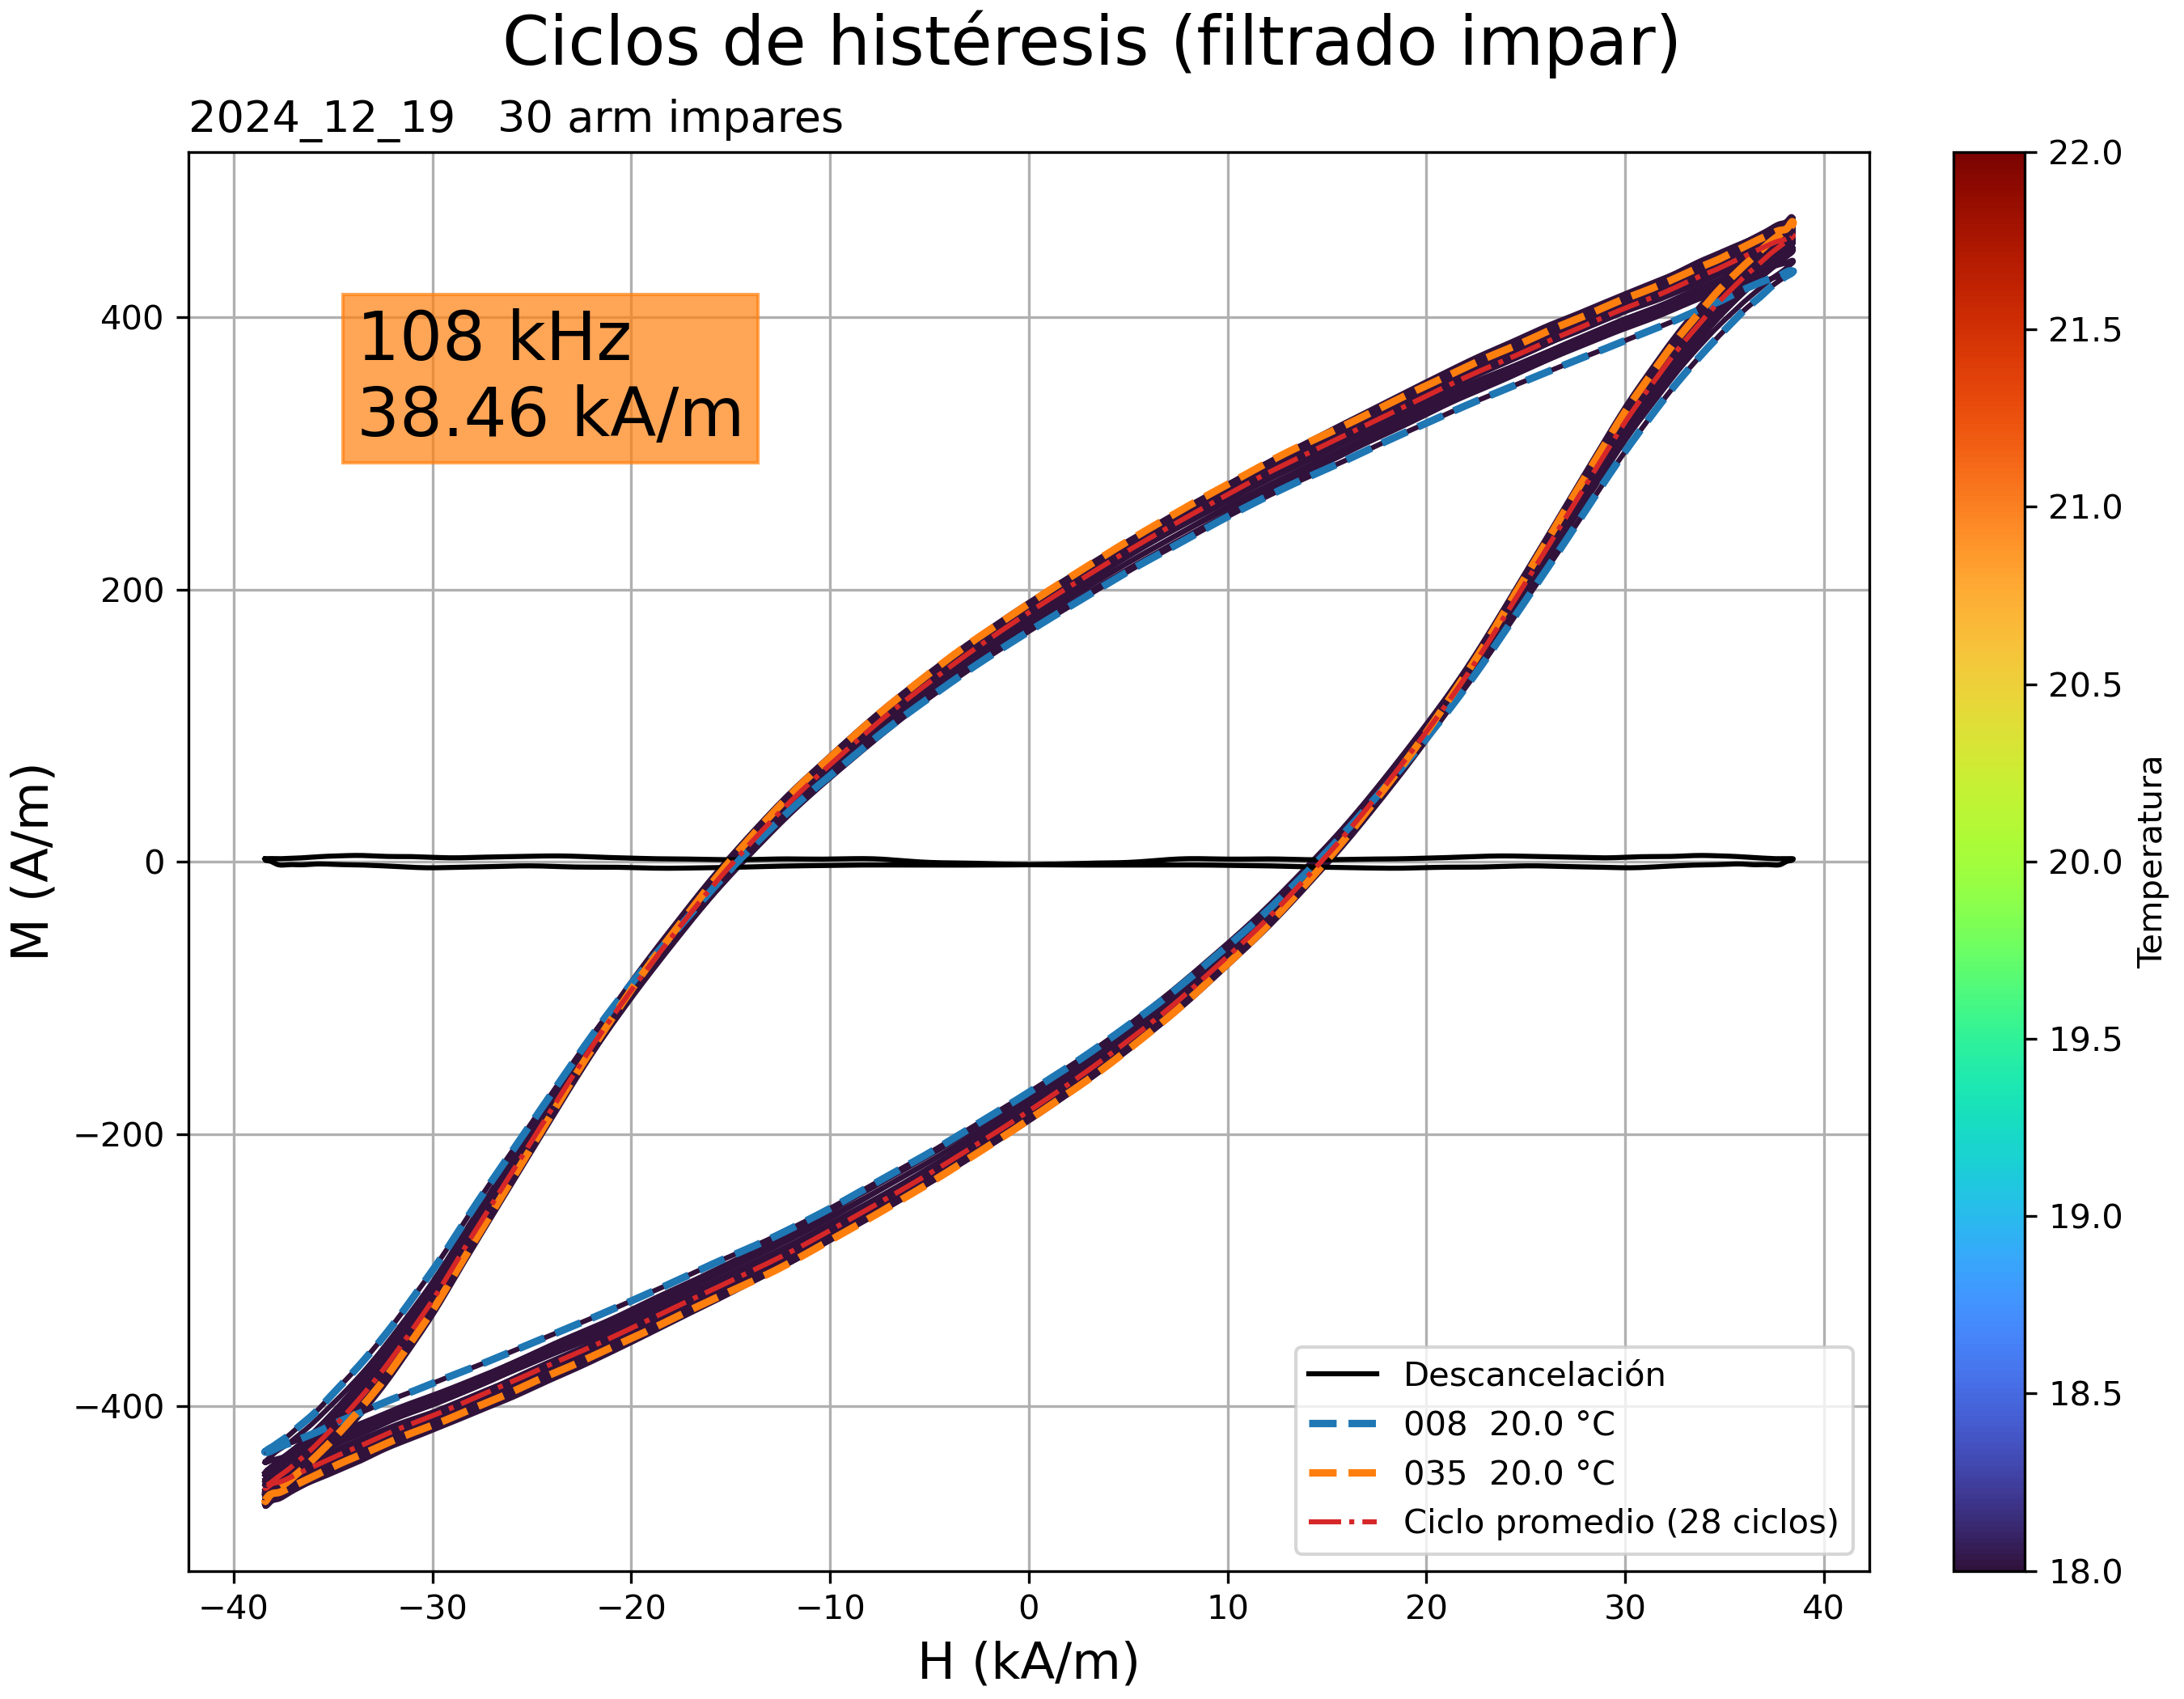 Ciclos de histéresis (filtrado impar)
2024_12_19   30 arm impares
108 kHz
38.46 kA/m
M (A/m)
400
200
0
−200
−400
−40
−30
−20
−10
0
10
20
30
40
H (kA/m)
Descancelación
008  20.0 °C
035  20.0 °C
Ciclo promedio (28 ciclos)
22.0
21.5
21.0
20.5
20.0
19.5
19.0
18.5
18.0
Temperatura